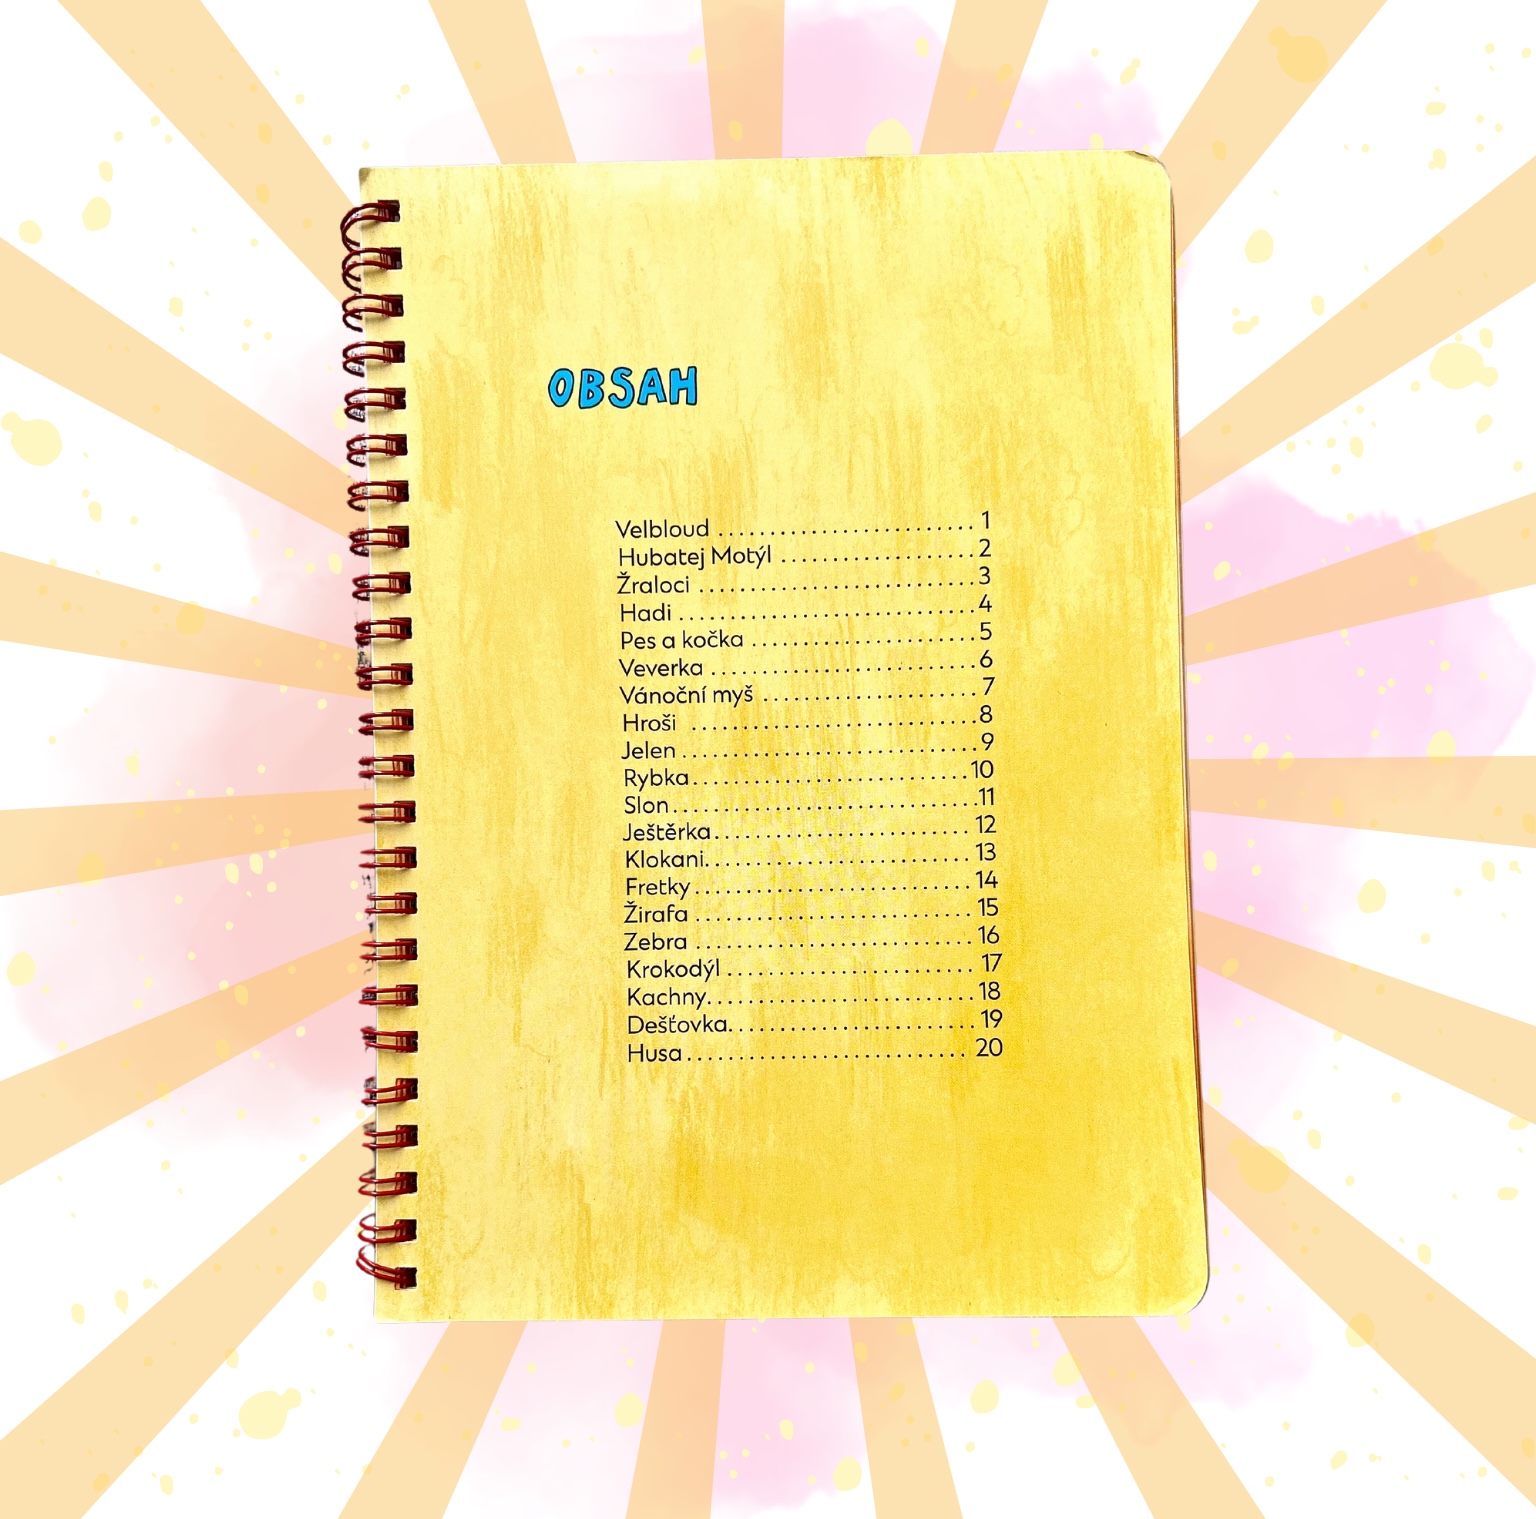 OBSAH
Velbloud ........................... 1
Hubatej Motýl .................... 2
Žraloci ............................. 3
Hadi ............................... 4
Pes a kočka ....................... 5
Veverka ............................ 6
Vánoční myš ...................... 7
Hroši .............................. 8
Jelen ............................... 9
Rybka ............................. 10
Slon ................................ 11
Ještěrka ........................... 12
Klokani ............................ 13
Fretky ............................. 14
Žirafa ............................. 15
Zebra ............................. 16
Krokodýl .......................... 17
Kachny ............................ 18
Dešťovka .......................... 19
Husa .............................. 20